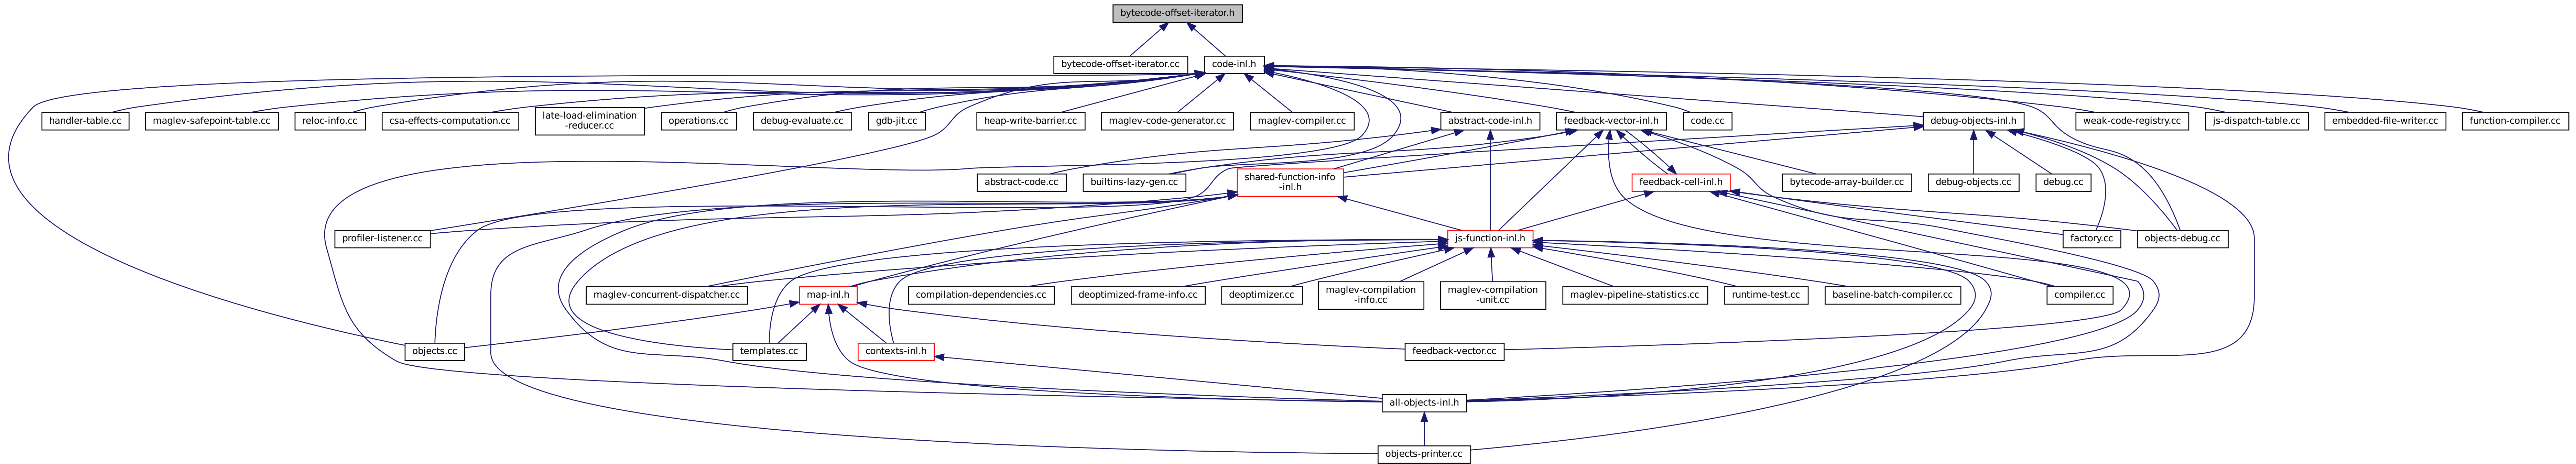 bytecode-offset-iterator.h
bytecode-offset-iterator.cc
code-inl.h
handler-table.cc
maglev-safepoint-table.cc
reloc-info.cc
csa-effects-computation.cc
late-load-elimination
-reducer.cc
operations.cc
debug-evaluate.cc
gdb-jit.cc
heap-write-barrier.cc
maglev-code-generator.cc
maglev-compiler.cc
abstract-code-inl.h
feedback-vector-inl.h
code.cc
debug-objects-inl.h
weak-code-registry.cc
js-dispatch-table.cc
embedded-file-writer.cc
function-compiler.cc
abstract-code.cc
builtins-lazy-gen.cc
shared-function-info
-inl.h
feedback-cell-inl.h
bytecode-array-builder.cc
debug-objects.cc
debug.cc
profiler-listener.cc
js-function-inl.h
factory.cc
objects-debug.cc
maglev-concurrent-dispatcher.cc
map-inl.h
compilation-dependencies.cc
deoptimized-frame-info.cc
deoptimizer.cc
maglev-compilation
-info.cc
maglev-compilation
-unit.cc
maglev-pipeline-statistics.cc
runtime-test.cc
baseline-batch-compiler.cc
compiler.cc
objects.cc
templates.cc
contexts-inl.h
feedback-vector.cc
all-objects-inl.h
objects-printer.cc